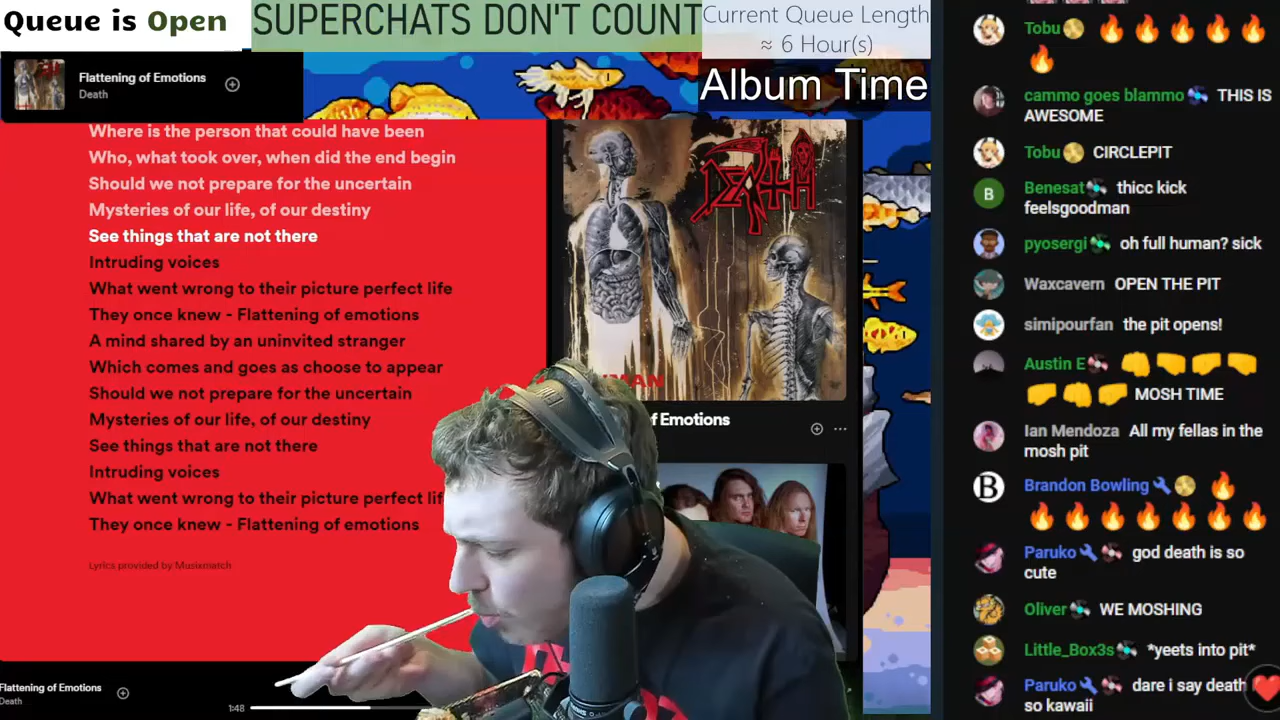 Queue is Open
SUPERCHATS DON'T COUNT
Current Queue Length
≈ 6 Hour(s)
Album Time
Flattening of Emotions
Death
Where is the person that could have been
Who, what took over, when did the end begin
Should we not prepare for the uncertain
Mysteries of our life, of our destiny
See things that are not there
Intruding voices
What went wrong to their picture perfect life
They once knew - Flattening of emotions
A mind shared by an uninvited stranger
Which comes and goes as choose to appear
Should we not prepare for the uncertain
Mysteries of our life, of our destiny
See things that are not there
Intruding voices
What went wrong to their picture perfect lif
They once knew - Flattening of emotions
Lyrics provided by Musixmatch
DEATH
HUMAN
of Emotions
Flattening of Emotions
Death
1:48
Tobu
cammo goes blammo THIS IS
AWESOME
Tobu CIRCLEPIT
B Benesat thicc kick
feelsgoodman
pyosergi oh full human? sick
Waxcavern OPEN THE PIT
simipourfan the pit opens!
Austin E
MOSH TIME
Ian Mendoza All my fellas in the
mosh pit
B Brandon Bowling
Paruko god death is so
cute
Oliver WE MOSHING
Little_Box3s *yeets into pit*
Paruko dare i say death
so kawaii